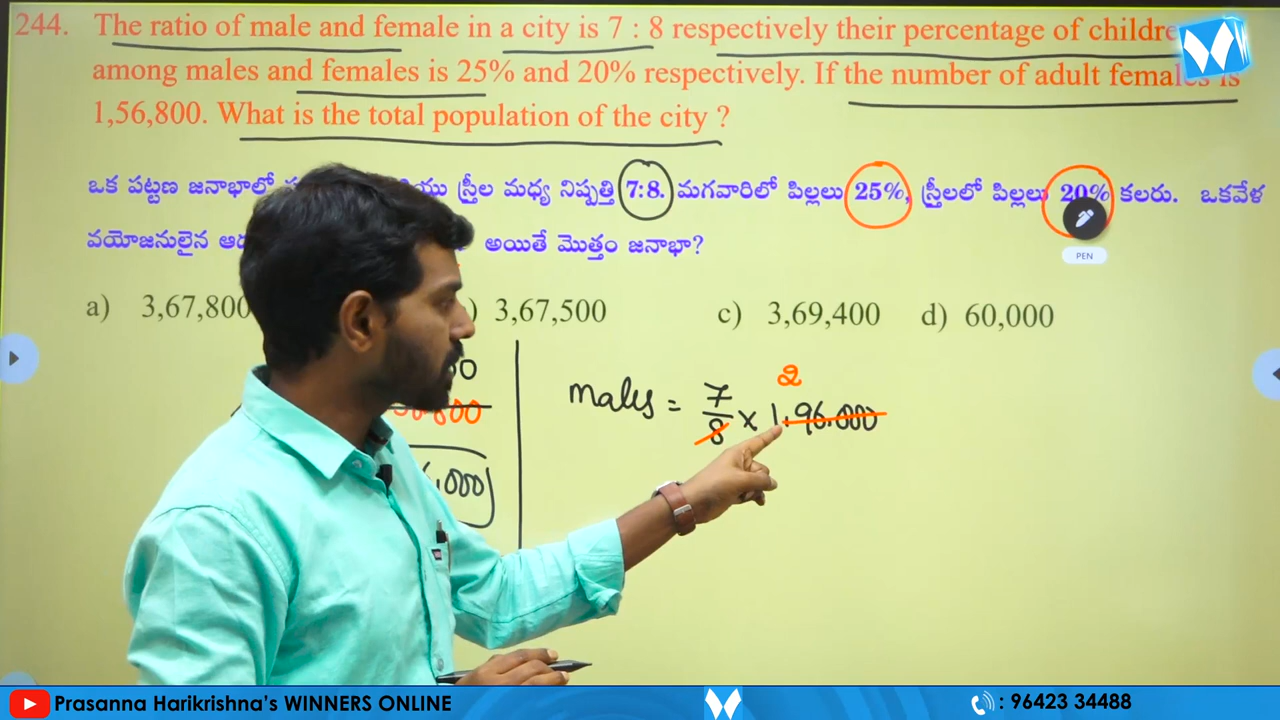 244. The ratio of male and female in a city is 7 : 8 respectively their percentage of
among males and females is 25% and 20% respectively. If the number of adult females is
1,56,800. What is the total population of the city ?
ఒక పట్టణ జనాభాలో స్త్రీల మధ్య నిష్పత్తి 7:8. మగవారిలో పిల్లలు 25%, స్త్రీలలో పిల్లలు 20% కలరు. ఒకవేళ
వయోజనులైన అయితే మొత్తం జనాభా?
PEN
a) 3,67,800 ) 3,67,500 c) 3,69,400 d) 60,000
2
males = 7/8 x 1,96,000
,000
Prasanna Harikrishna's WINNERS ONLINE : 96423 34488